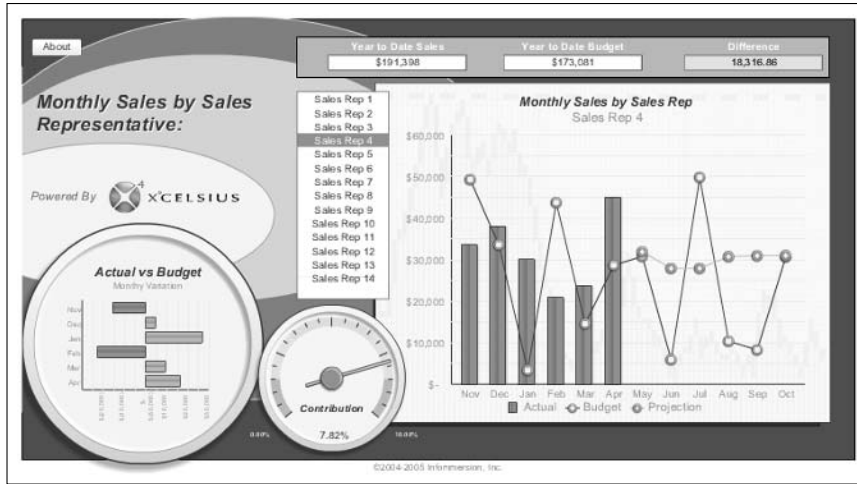 About
Year to Date Sales
$191,398
Year to Date Budget
$173,081
Difference
18,316.86
Monthly Sales by Sales
Representative:
Powered By
X4
XCELSIUS
Sales Rep 1
Sales Rep 2
Sales Rep 3
Sales Rep 4
Sales Rep 5
Sales Rep 6
Sales Rep 7
Sales Rep 8
Sales Rep 9
Sales Rep 10
Sales Rep 11
Sales Rep 12
Sales Rep 13
Sales Rep 14
Monthly Sales by Sales Rep
Sales Rep 4
$60,000
$50,000
$40,000
$30,000
$20,000
$10,000
$-
Nov Dec Jan Feb Mar Apr May Jun Jul Aug Sep Oct
Actual Budget Projection
Actual vs Budget
Monthy Variation
Nov
Dec
Jan
Feb
Mar
Apr
Contribution
7.82%
0.00%
10.00%
©2004-2005 Infommersion, Inc.